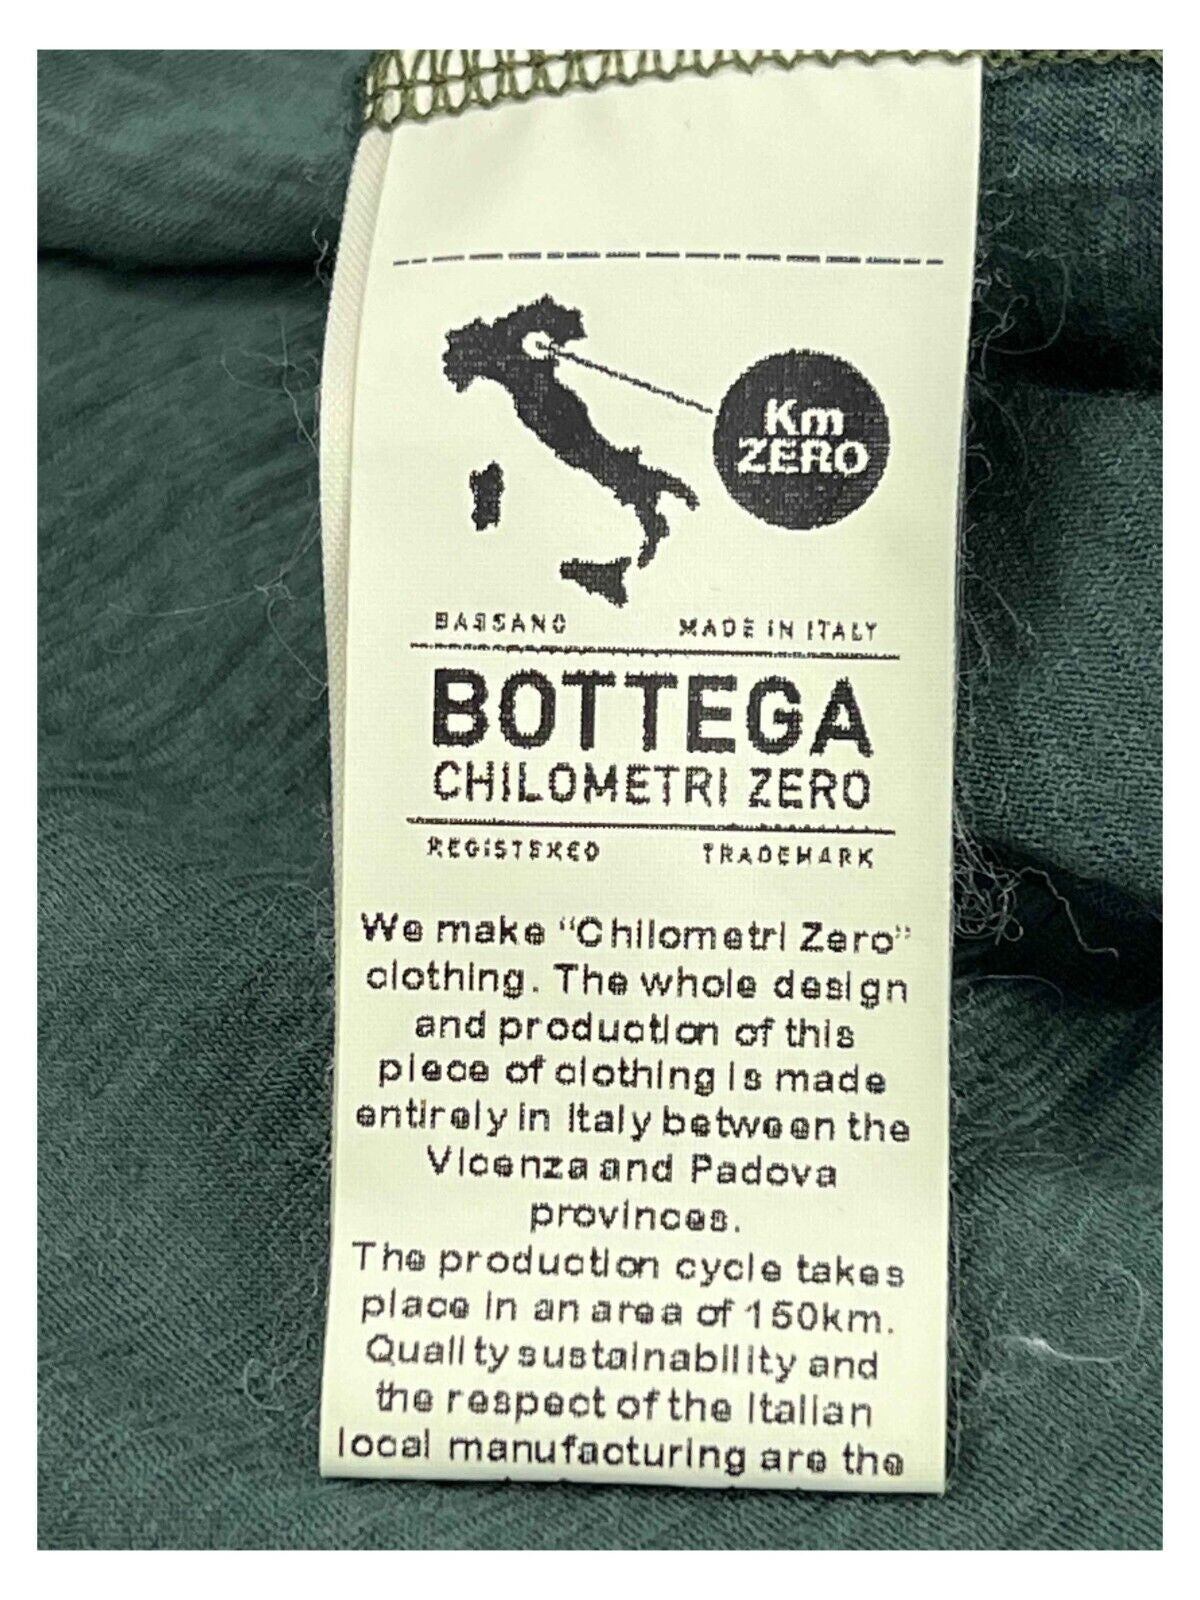 Km
ZERO
BASSANO MADE IN ITALY
BOTTEGA
CHILOMETRI ZERO
REGISTERED TRADEMARK
We make "Chilometri Zero"
clothing. The whole design
and production of this
piece of clothing is made
entirely in Italy between the
Vicenza and Padova
provinces.
The production cycle takes
place in an area of 150km.
Quality sustainability and
the respect of the Italian
local manufacturing are the